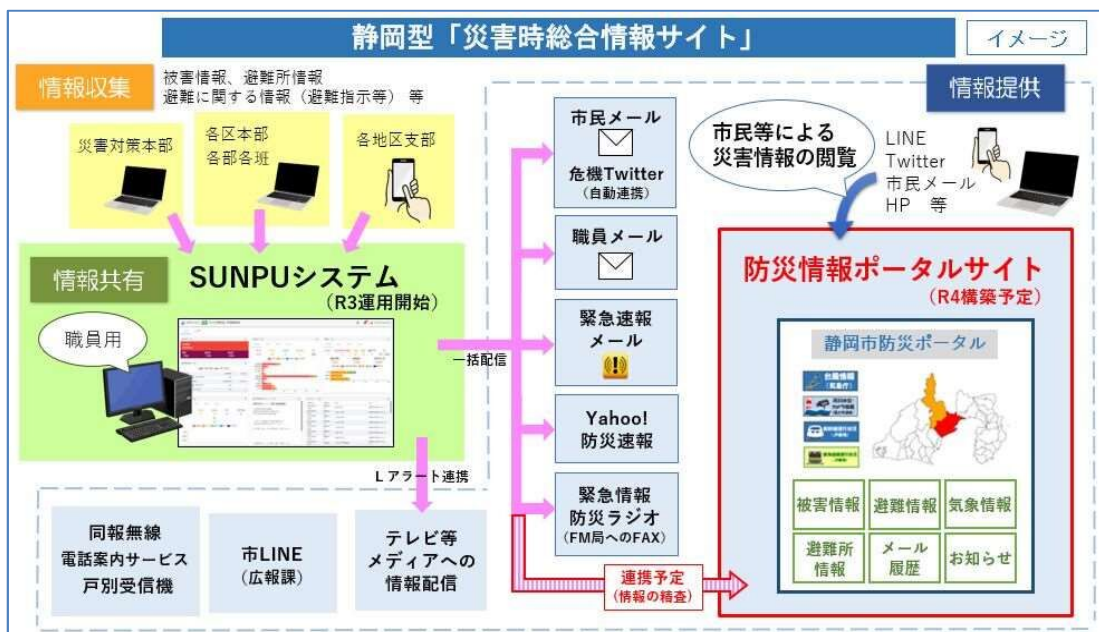 静岡型「災害時総合情報サイト」
イメージ
情報収集
被害情報、避難所情報
避難に関する情報（避難指示等） 等
災害対策本部
各区本部
各部各班
各地区支部
情報共有
SUNPUシステム
(R3運用開始)
職員用
一括配信
Lアラート連携
同報無線
電話案内サービス
戸別受信機
市LINE
(広報課)
テレビ等
メディアへの
情報配信
市民メール
危機Twitter
(自動連携)
職員メール
緊急速報
メール
Yahoo!
防災速報
緊急情報
防災ラジオ
(FM局へのFAX)
連携予定
(情報の精査)
情報提供
市民等による
災害情報の閲覧
LINE
Twitter
市民メール
HP 等
防災情報ポータルサイト
(R4構築予定)
静岡市防災ポータル
台風情報
(気象庁)
被害情報
避難情報
気象情報
避難所
情報
メール
履歴
お知らせ